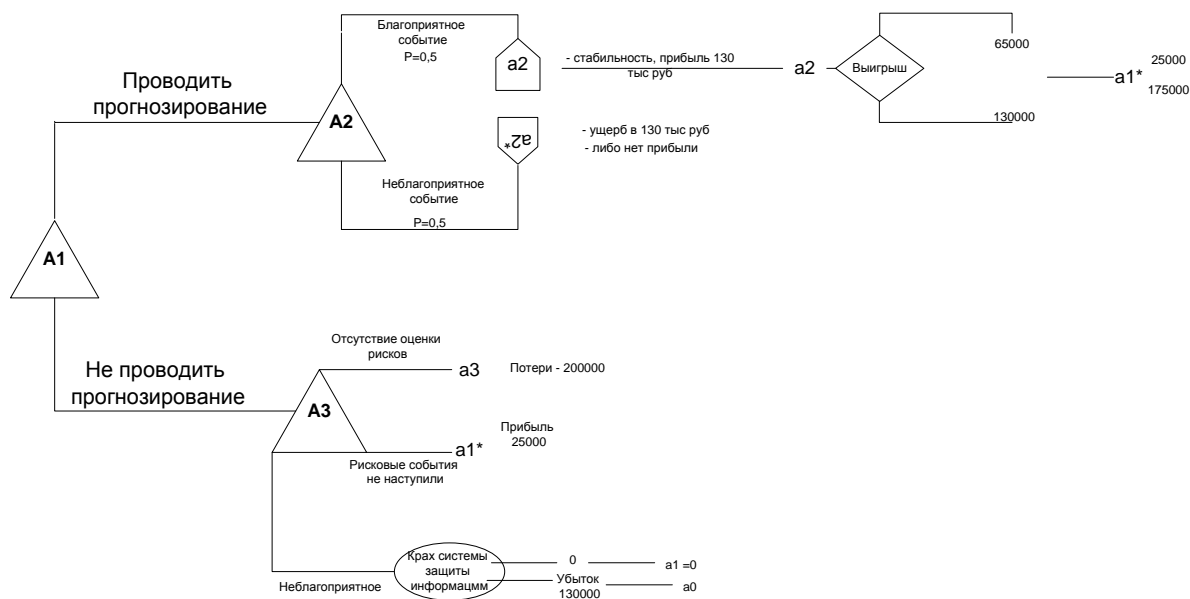 Благоприятное
событие
P=0,5
Проводить
прогнозирование
A2
a2
- стабильность, прибыль 130
тыс руб
a2
Выигрыш
65000
130000
a1*
25000
175000
a2*
- ущерб в 130 тыс руб
- либо нет прибыли
Неблагоприятное
событие
P=0,5
A1
Не проводить
прогнозирование
Отсутствие оценки
рисков
a3
Потери - 200000
A3
Прибыль
25000
a1*
Рисковые события
не наступили
Неблагоприятное
Крах системы
защиты
информацмм
0
a1 =0
Убыток
130000
a0